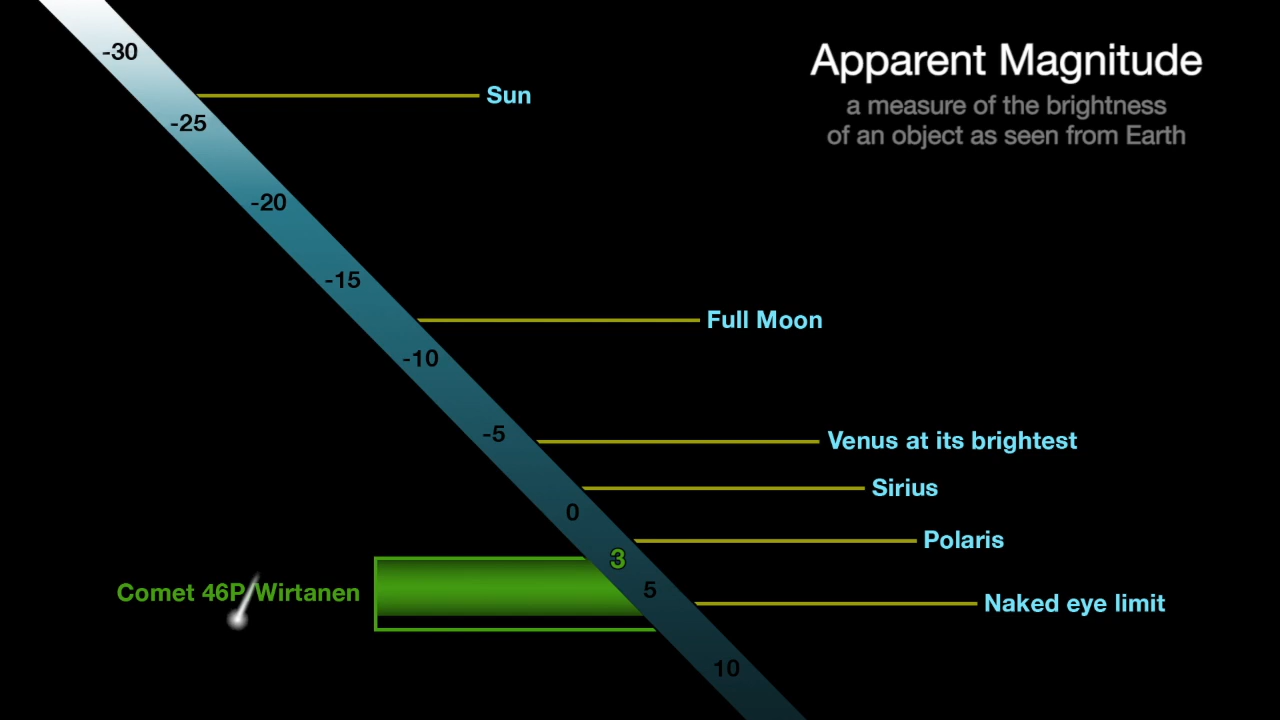 Apparent Magnitude
a measure of the brightness
of an object as seen from Earth
-30
Sun
-25
-20
-15
Full Moon
-10
-5
Venus at its brightest
Sirius
0
Polaris
3
5
Comet 46P/Wirtanen
Naked eye limit
10